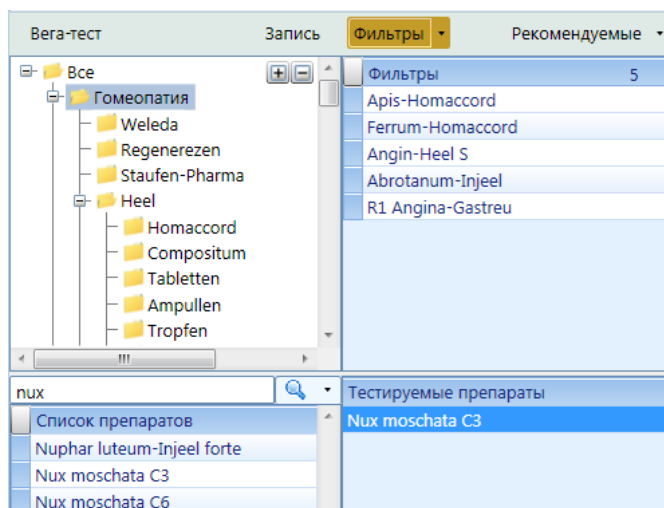 Вега-тест Запись Фильтры Рекомендуемые
Все
Гомеопатия
Weleda
Regenerezen
Staufen-Pharma
Heel
Homaccord
Compositum
Tabletten
Ampullen
Tropfen
Фильтры 5
Apis-Homaccord
Ferrum-Homaccord
Angin-Heel S
Abrotanum-Injeel
R1 Angina-Gastreu
nux
Список препаратов
Nuphar luteum-Injeel forte
Nux moschata C3
Nux moschata C6
Тестируемые препараты
Nux moschata C3